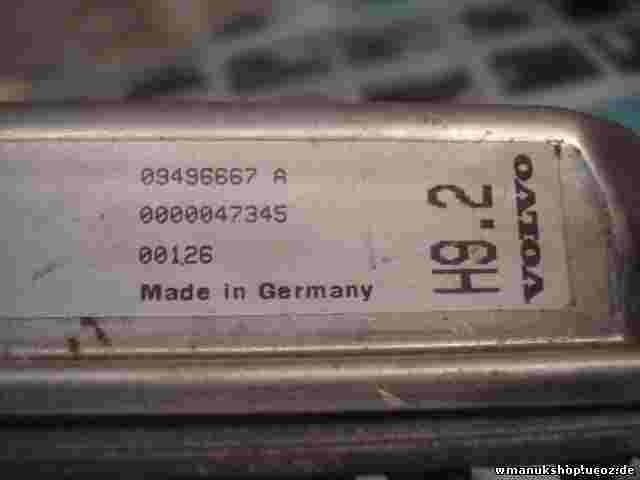 09496667 A
0000047345
00126
Made in Germany
H9.2
VOLVO
wmanukshop.ucoz.de